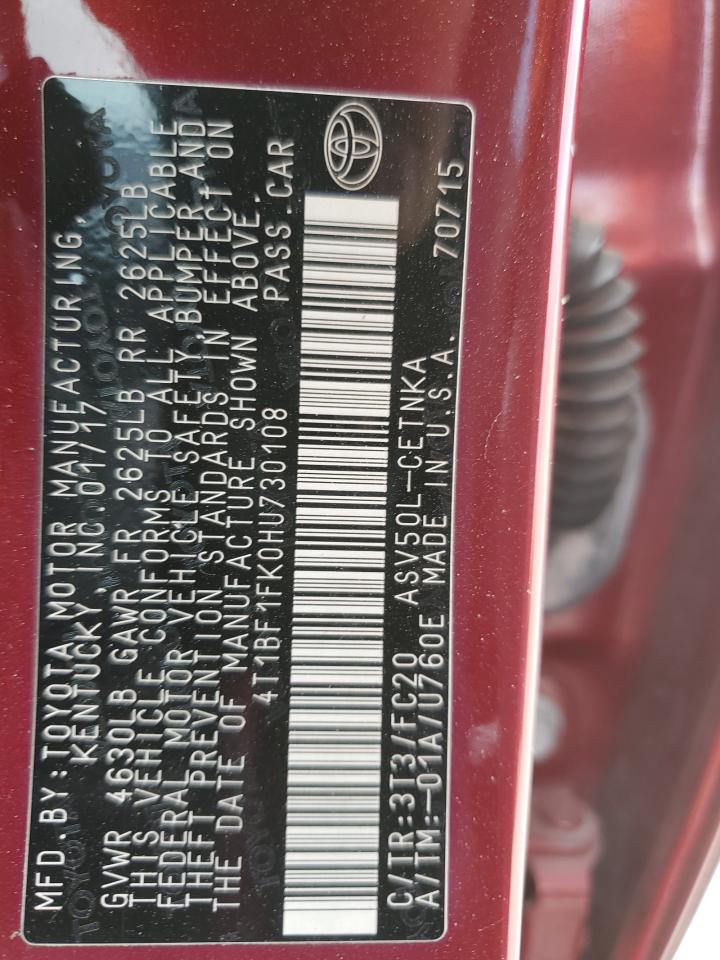 MFD.BY:TOYOTA MOTOR MANUFACTURING,
KENTUCKY,INC.01/17
GVWR 4630LB GAWR FR 2625LB RR 2625LB
THIS VEHICLE CONFORMS TO ALL APPLICABLE
FEDERAL MOTOR VEHICLE SAFETY,BUMPER,AND
THEFT PREVENTION STANDARDS IN EFFECT ON
THE DATE OF MANUFACTURE SHOWN ABOVE.
4T1BF1FK0HU730108 PASS.CAR
C/TR:3T3/FC20 ASV50L-CETNKA
A/TM:-01A/U760E MADE IN U.S.A. 70715